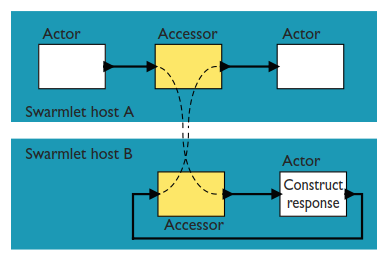 Actor
Accessor
Actor
Swarmlet host A
Swarmlet host B
Actor
Construct
response
Accessor